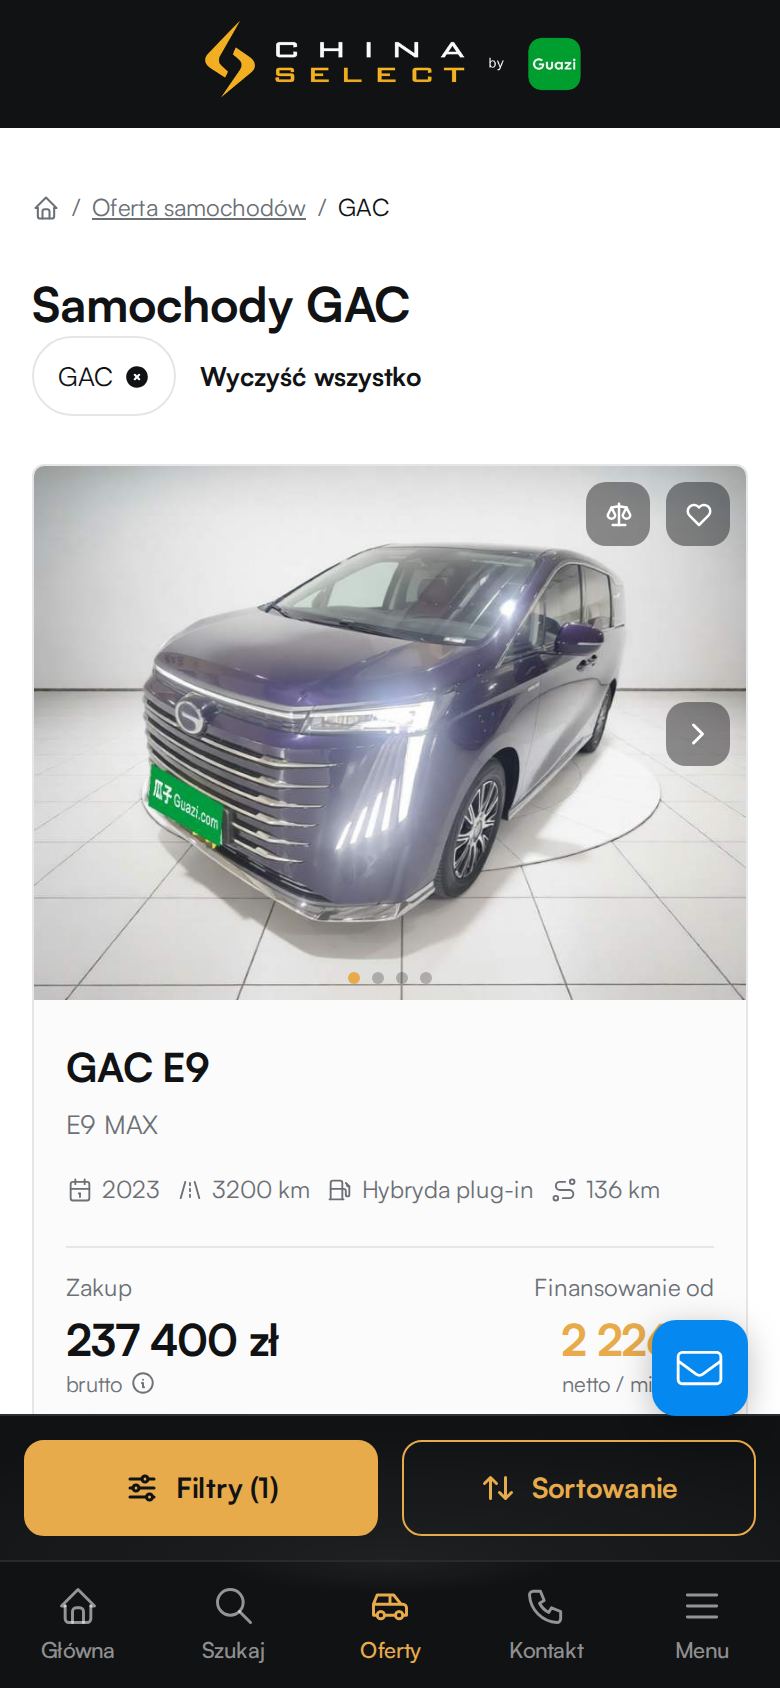 CHINA
SELECT
by
Guazi
/ Oferta samochodów / GAC
Samochody GAC
GAC
Wyczyść wszystko
瓜子 Guazi.com
GAC E9
E9 MAX
2023 3200 km Hybryda plug-in 136 km
Zakup
Finansowanie od
237 400 zł
2 22
brutto
netto / mi
Filtry (1)
Sortowanie
Główna
Szukaj
Oferty
Kontakt
Menu